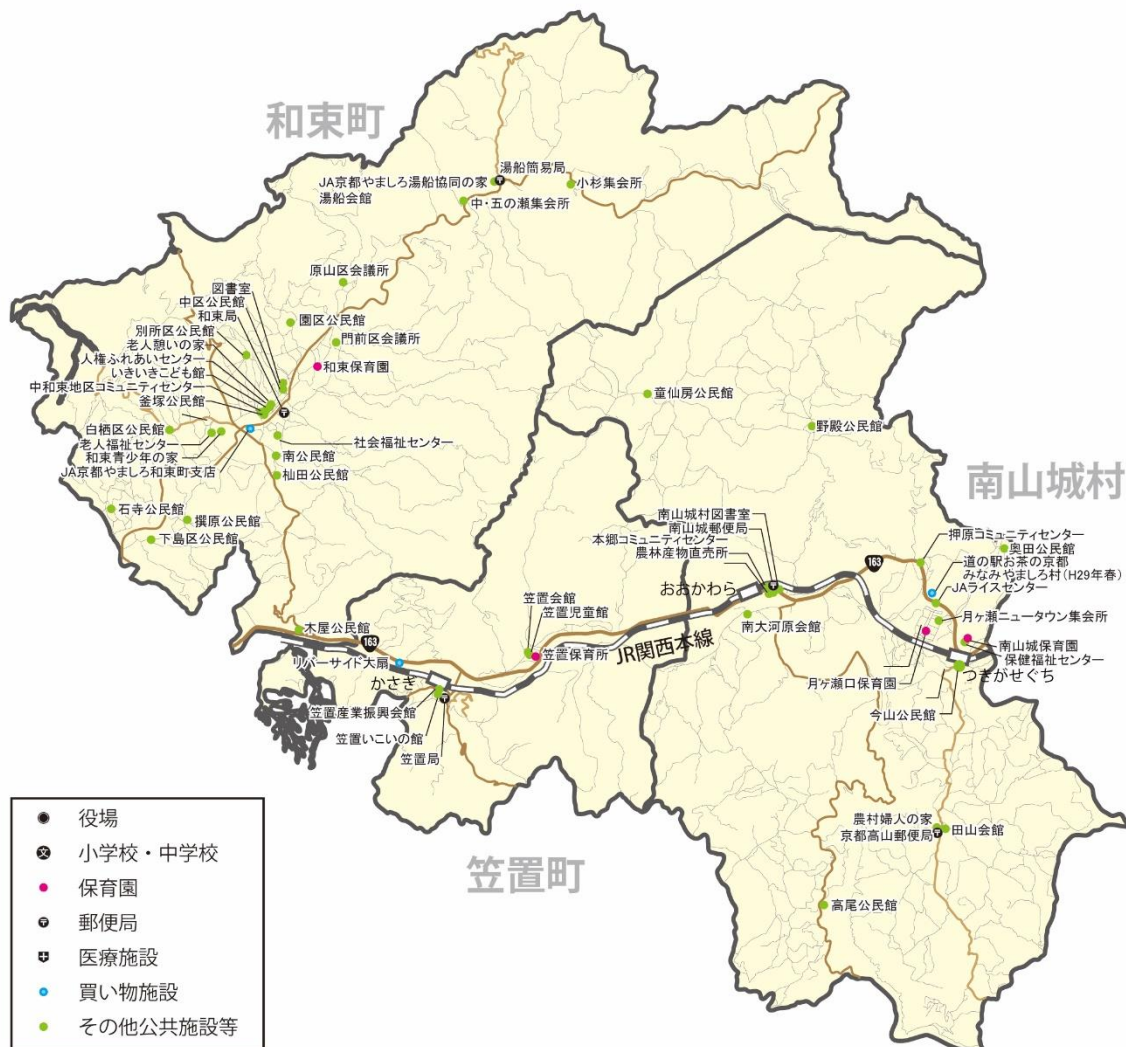 和束町
湯船簡易局
JA京都やましろ湯船協同の家
湯船会館
小杉集会所
中・五の瀬集会所
原山区会議所
図書室
中区公民館
和束局
園区公民館
別所区公民館
老人憩いの家
門前区会議所
人権ふれあいセンター
いきいきこども館
和束保育園
中和束地区コミュニティセンター
釜塚公民館
白栖区公民館
老人福祉センター
和束青少年の家
JA京都やましろ和束町支店
社会福祉センター
南公民館
杣田公民館
石寺公民館
撰原公民館
下島区公民館
童仙房公民館
野殿公民館
南山城村
南山城村図書室
南山城郵便局
本郷コミュニティセンター
農林産物直売所
おおかわら
163
押原コミュニティセンター
奥田公民館
道の駅お茶の京都
みなみやましろ村(H29年春)
JAライスセンター
月ヶ瀬ニュータウン集会所
南大河原会館
南山城保育園
保健福祉センター
つきがせぐち
月ヶ瀬口保育園
今山公民館
木屋公民館
163
笠置会館
笠置児童館
笠置保育所
JR関西本線
リバーサイド大扇
かさぎ
笠置産業振興会館
笠置いこいの館
笠置局
笠置町
農村婦人の家
京都高山郵便局
田山会館
高尾公民館
役場
文
小学校・中学校
保育園
郵便局
医療施設
買い物施設
その他公共施設等